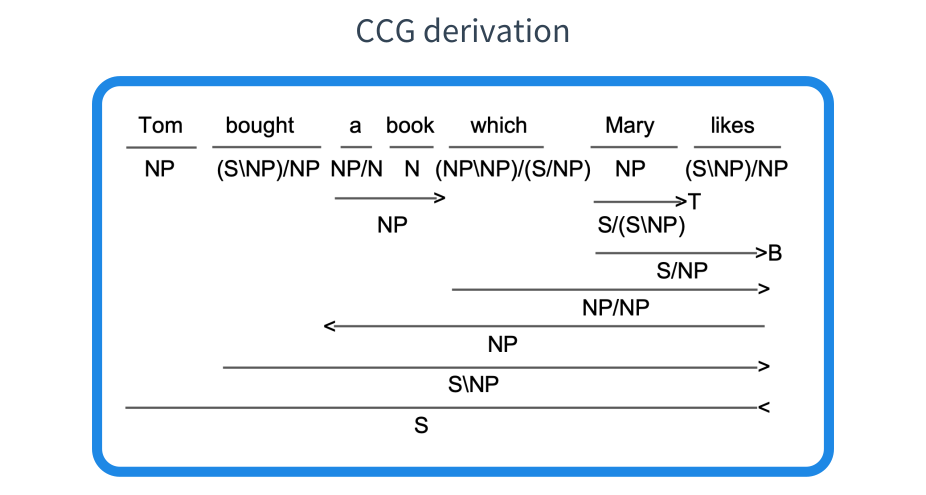 CCG derivation
Tom bought a book which Mary likes
NP (S\NP)/NP NP/N N (NP\NP)/(S/NP) NP (S\NP)/NP
> >T
NP S/(S\NP)
>B
S/NP
>
NP/NP
<
NP
>
S\NP
<
S